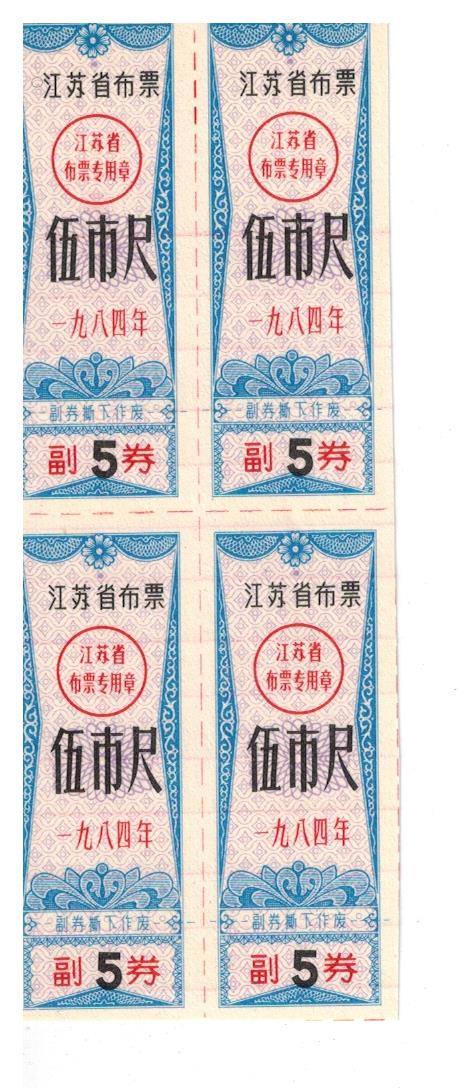 江苏省布票
江苏省
布票专用章
伍市尺
一九八四年
副券撕下作废
副5券
江苏省布票
江苏省
布票专用章
伍市尺
一九八四年
副券撕下作废
副5券
江苏省布票
江苏省
布票专用章
伍市尺
一九八四年
副券撕下作废
副5券
江苏省布票
江苏省
布票专用章
伍市尺
一九八四年
副券撕下作废
副5券